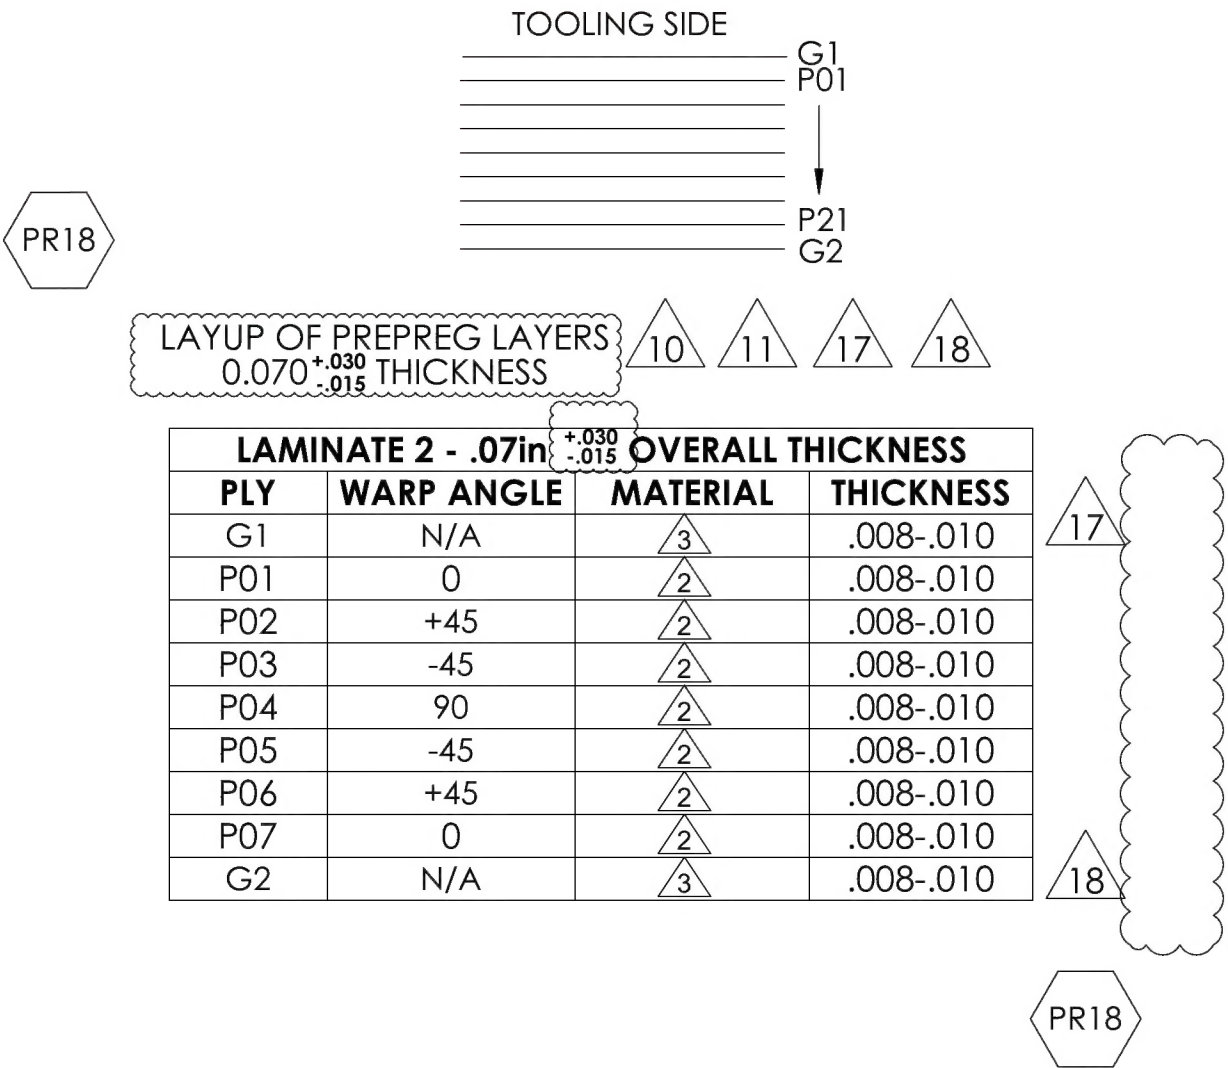 TOOLING SIDE
G1
P01
P21
G2
PR18
LAYUP OF PREPREG LAYERS
0.070 +.030 -.015 THICKNESS
10 11 17 18
LAMINATE 2 - .07in +.030 -.015 OVERALL THICKNESS
PLY WARP ANGLE MATERIAL THICKNESS
G1 N/A 3 .008-.010
17
P01 0 2 .008-.010
P02 +45 2 .008-.010
P03 -45 2 .008-.010
P04 90 2 .008-.010
P05 -45 2 .008-.010
P06 +45 2 .008-.010
P07 0 2 .008-.010
G2 N/A 3 .008-.010
18
PR18